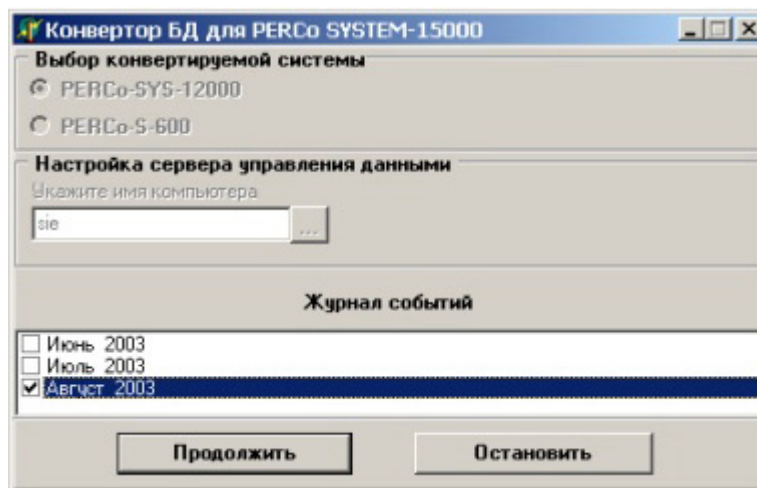 Конвертор БД для PERCo SYSTEM-15000
Выбор конвертируемой системы
PERCo-SYS-12000
PERCo-S-600
Настройка сервера управления данными
Укажите имя компьютера
sie
...
Журнал событий
Июнь 2003
Июль 2003
Август 2003
Продолжить
Остановить